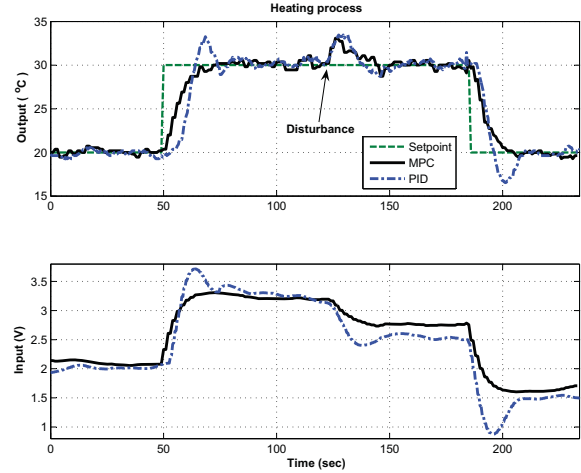 Heating process
Output ( °C)
35
30
25
20
15
0
50
100
150
200
Disturbance
Setpoint
MPC
PID
Input (V)
3.5
3
2.5
2
1.5
1
0
50
100
150
200
Time (sec)